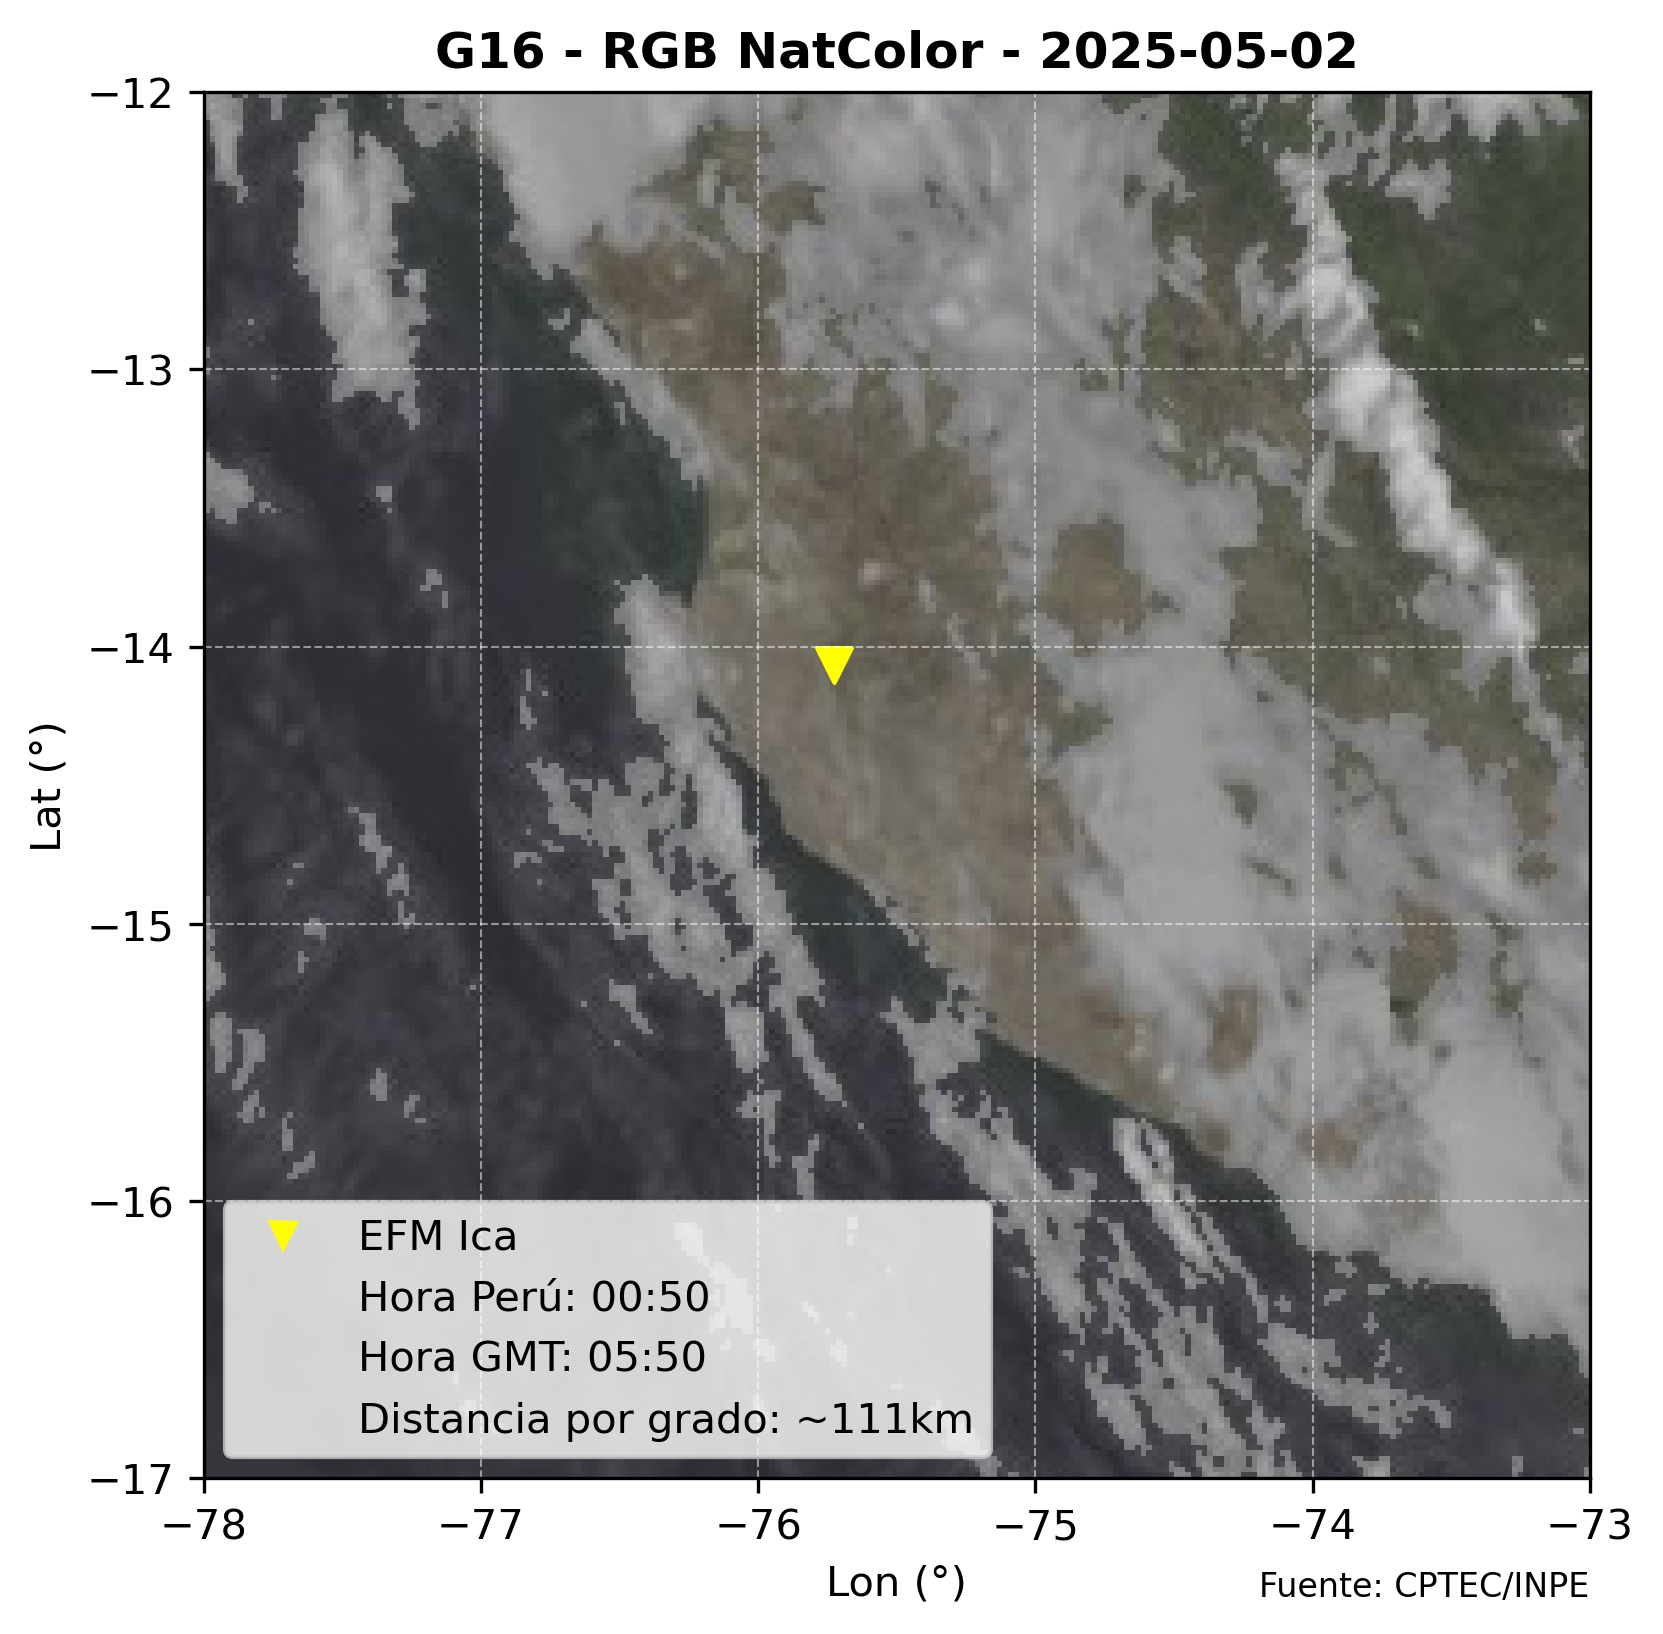 G16 - RGB NatColor - 2025-05-02
−12
−13
−14
−15
−16
−17
Lat (°)
EFM Ica
Hora Perú: 00:50
Hora GMT: 05:50
Distancia por grado: ~111km
−78
−77
−76
−75
−74
−73
Lon (°)
Fuente: CPTEC/INPE